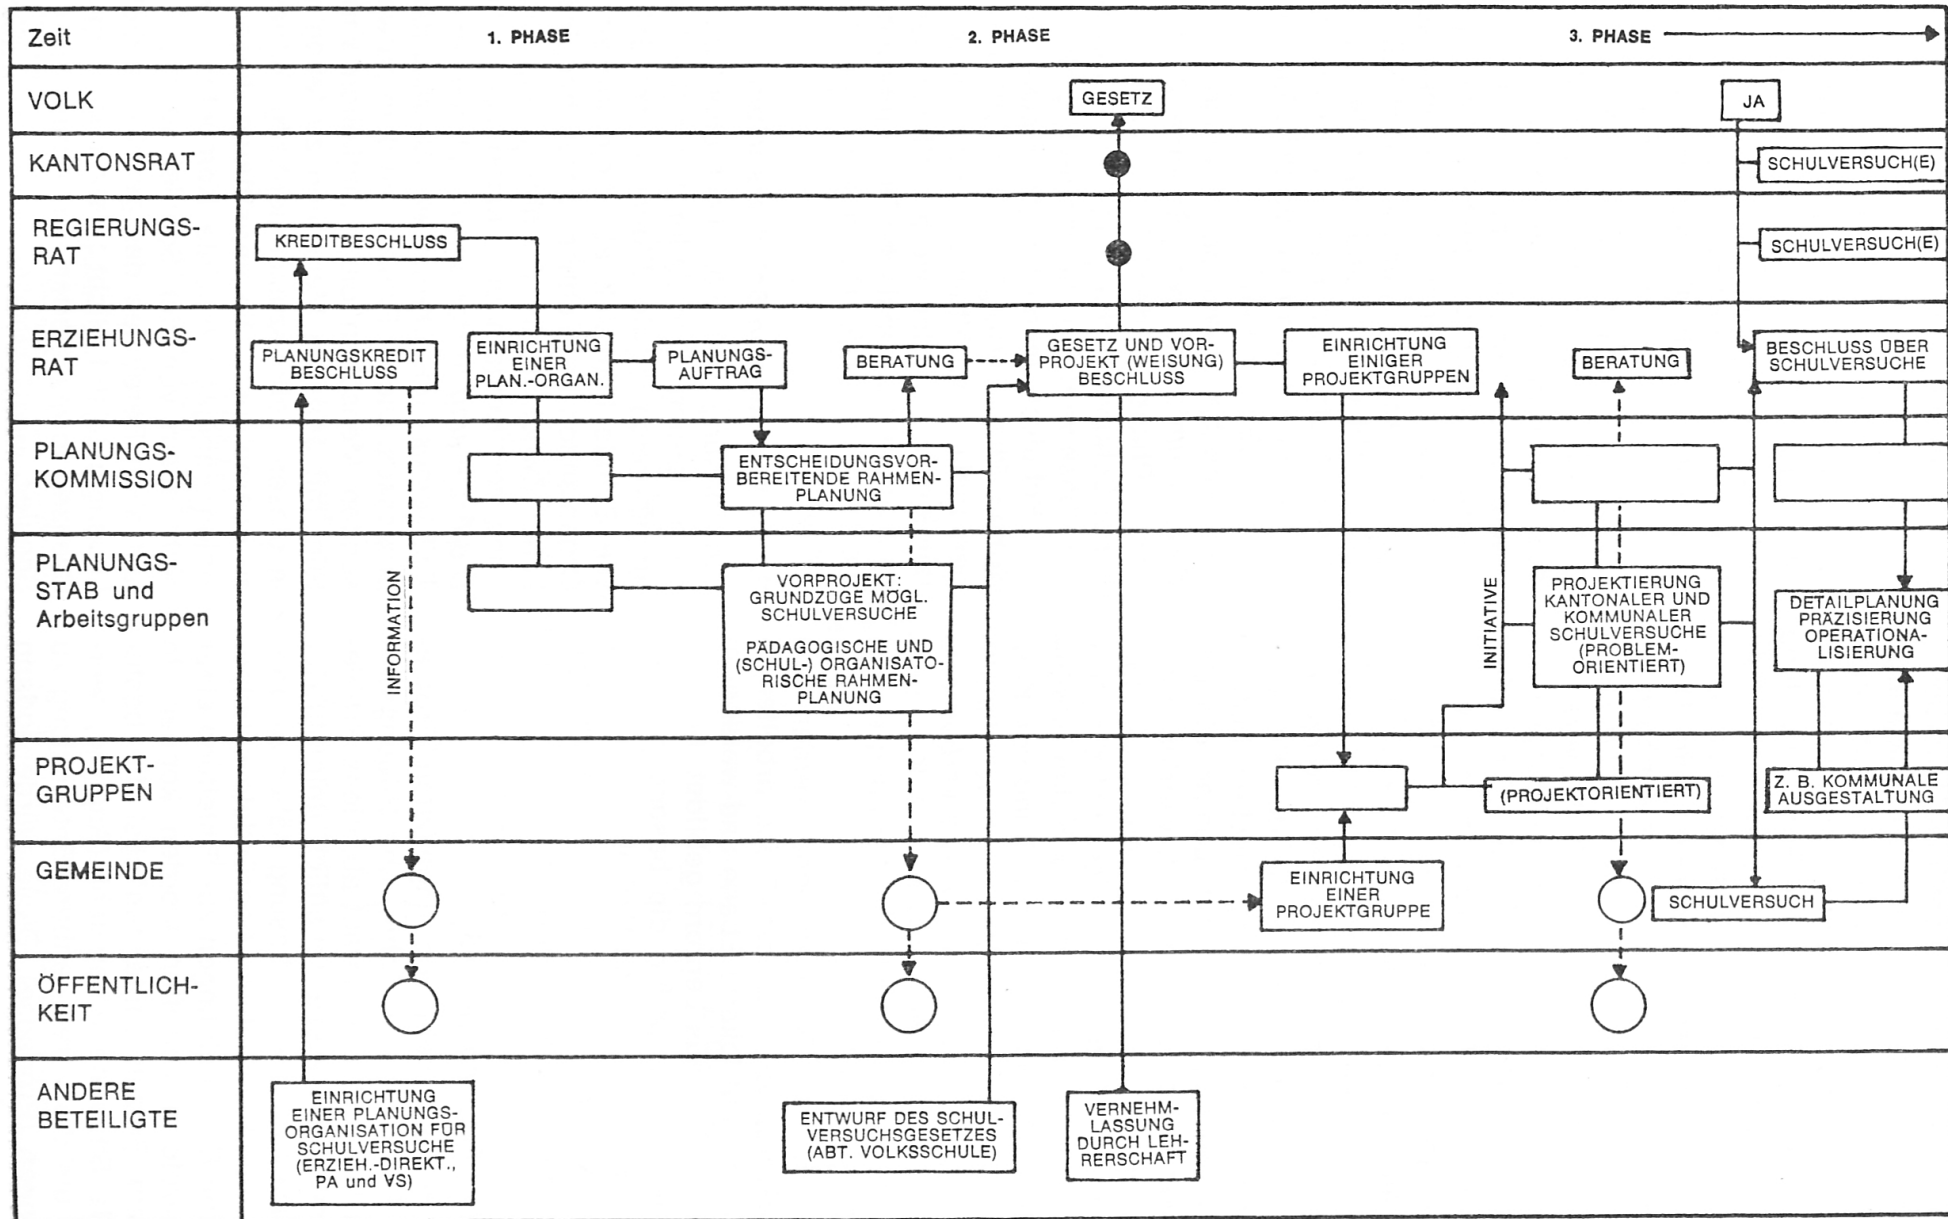 Zeit
1. PHASE
2. PHASE
3. PHASE
VOLK
GESETZ
JA
KANTONSRAT
SCHULVERSUCH(E)
REGIERUNGS-
RAT
KREDITBESCHLUSS
SCHULVERSUCH(E)
ERZIEHUNGS-
RAT
PLANUNGSKREDIT
BESCHLUSS
EINRICHTUNG
EINER
PLAN.-ORGAN.
PLANUNGS-
AUFTRAG
BERATUNG
GESETZ UND VOR-
PROJEKT (WEISUNG)
BESCHLUSS
EINRICHTUNG
EINIGER
PROJEKTGRUPPEN
BERATUNG
BESCHLUSS ÜBER
SCHULVERSUCHE
PLANUNGS-
KOMMISSION
ENTSCHEIDUNGSVOR-
BEREITENDE RAHMEN-
PLANUNG
PLANUNGS-
STAB und
Arbeitsgruppen
INFORMATION
VORPROJEKT:
GRUNDZÜGE MÖGL.
SCHULVERSUCHE
PÄDAGOGISCHE UND
(SCHUL-) ORGANISATO-
RISCHE RAHMEN-
PLANUNG
INITIATIVE
PROJEKTIERUNG
KANTONALER UND
KOMMUNALER
SCHULVERSUCHE
(PROBLEM-
ORIENTIERT)
DETAILPLANUNG
PRÄZISIERUNG
OPERATIONA-
LISIERUNG
PROJEKT-
GRUPPEN
(PROJEKTORIENTIERT)
Z. B. KOMMUNALE
AUSGESTALTUNG
GEMEINDE
EINRICHTUNG
EINER
PROJEKTGRUPPE
SCHULVERSUCH
ÖFFENTLICH-
KEIT
ANDERE
BETEILIGTE
EINRICHTUNG
EINER PLANUNGS-
ORGANISATION FÜR
SCHULVERSUCHE
(ERZIEH.-DIREKT.,
PA und VS)
ENTWURF DES SCHUL-
VERSUCHSGESETZES
(ABT. VOLKSSCHULE)
VERNEHM-
LASSUNG
DURCH LEH-
RERSCHAFT